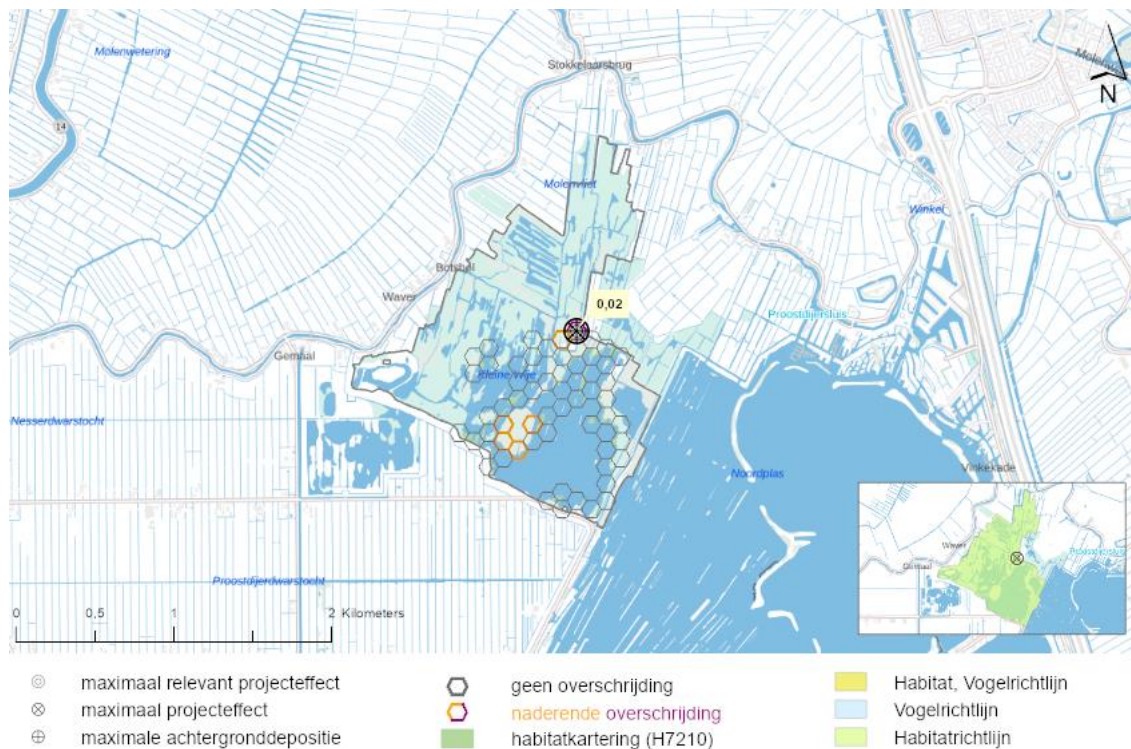 Molenwetering
Stokkelaarsbrug
N
14
Molenvliet
Winkel
Botshol
Waver
0,02
Proostdijersluis
Gemaal
Kleine Wije
Nesserdwarstocht
Noordplas
Vinkekade
Proostdijerdwarstocht
Waver
Gemaal
Proostdijersluis
0 0,5 1 2 Kilometers
maximaal relevant projecteffect
geen overschrijding
Habitat, Vogelrichtlijn
maximaal projecteffect
naderende overschrijding
Vogelrichtlijn
maximale achtergronddepositie
habitatkartering (H7210)
Habitatrichtlijn